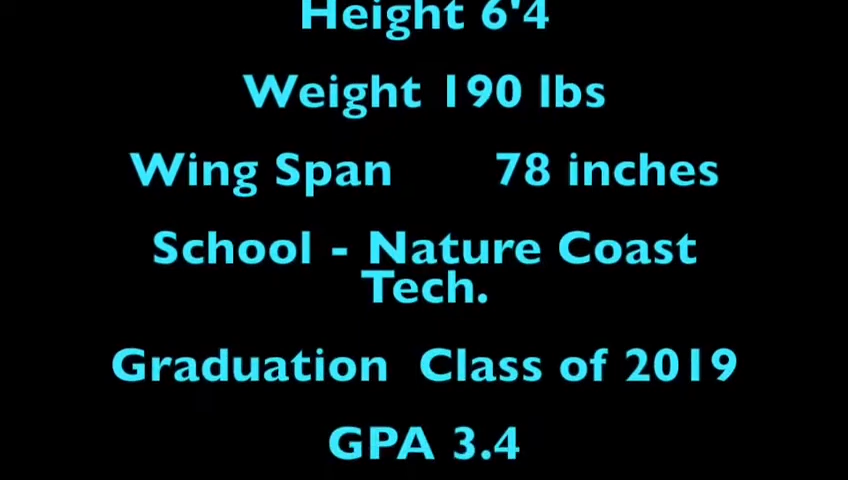 Height 6'4
Weight 190 lbs
Wing Span 78 inches
School - Nature Coast
Tech.
Graduation Class of 2019
GPA 3.4